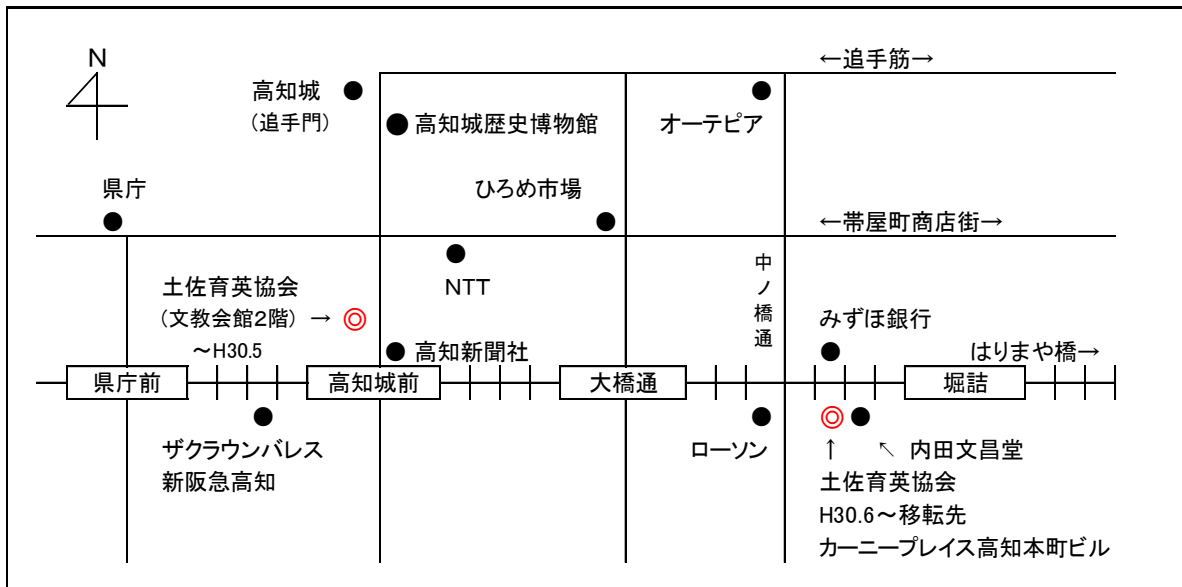 N
←追手筋→
高知城
(追手門)
高知城歴史博物館
オーテピア
県庁
ひろめ市場
←帯屋町商店街→
土佐育英協会
(文教会館2階) →
～H30.5
NTT
中ノ橋通
みずほ銀行
高知新聞社
はりまや橋→
県庁前
高知城前
大橋通
堀詰
ザクラウンパレス
新阪急高知
ローソン
↑ ↖ 内田文昌堂
土佐育英協会
H30.6～移転先
カーニープレイス高知本町ビル